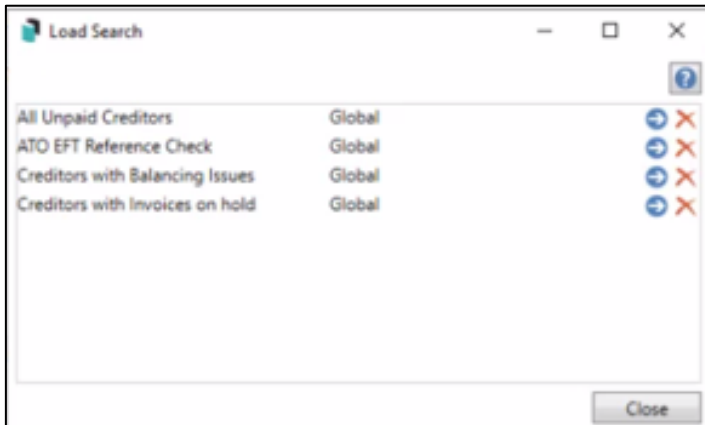 Load Search
All Unpaid Creditors Global
ATO EFT Reference Check Global
Creditors with Balancing Issues Global
Creditors with Invoices on hold Global
Close